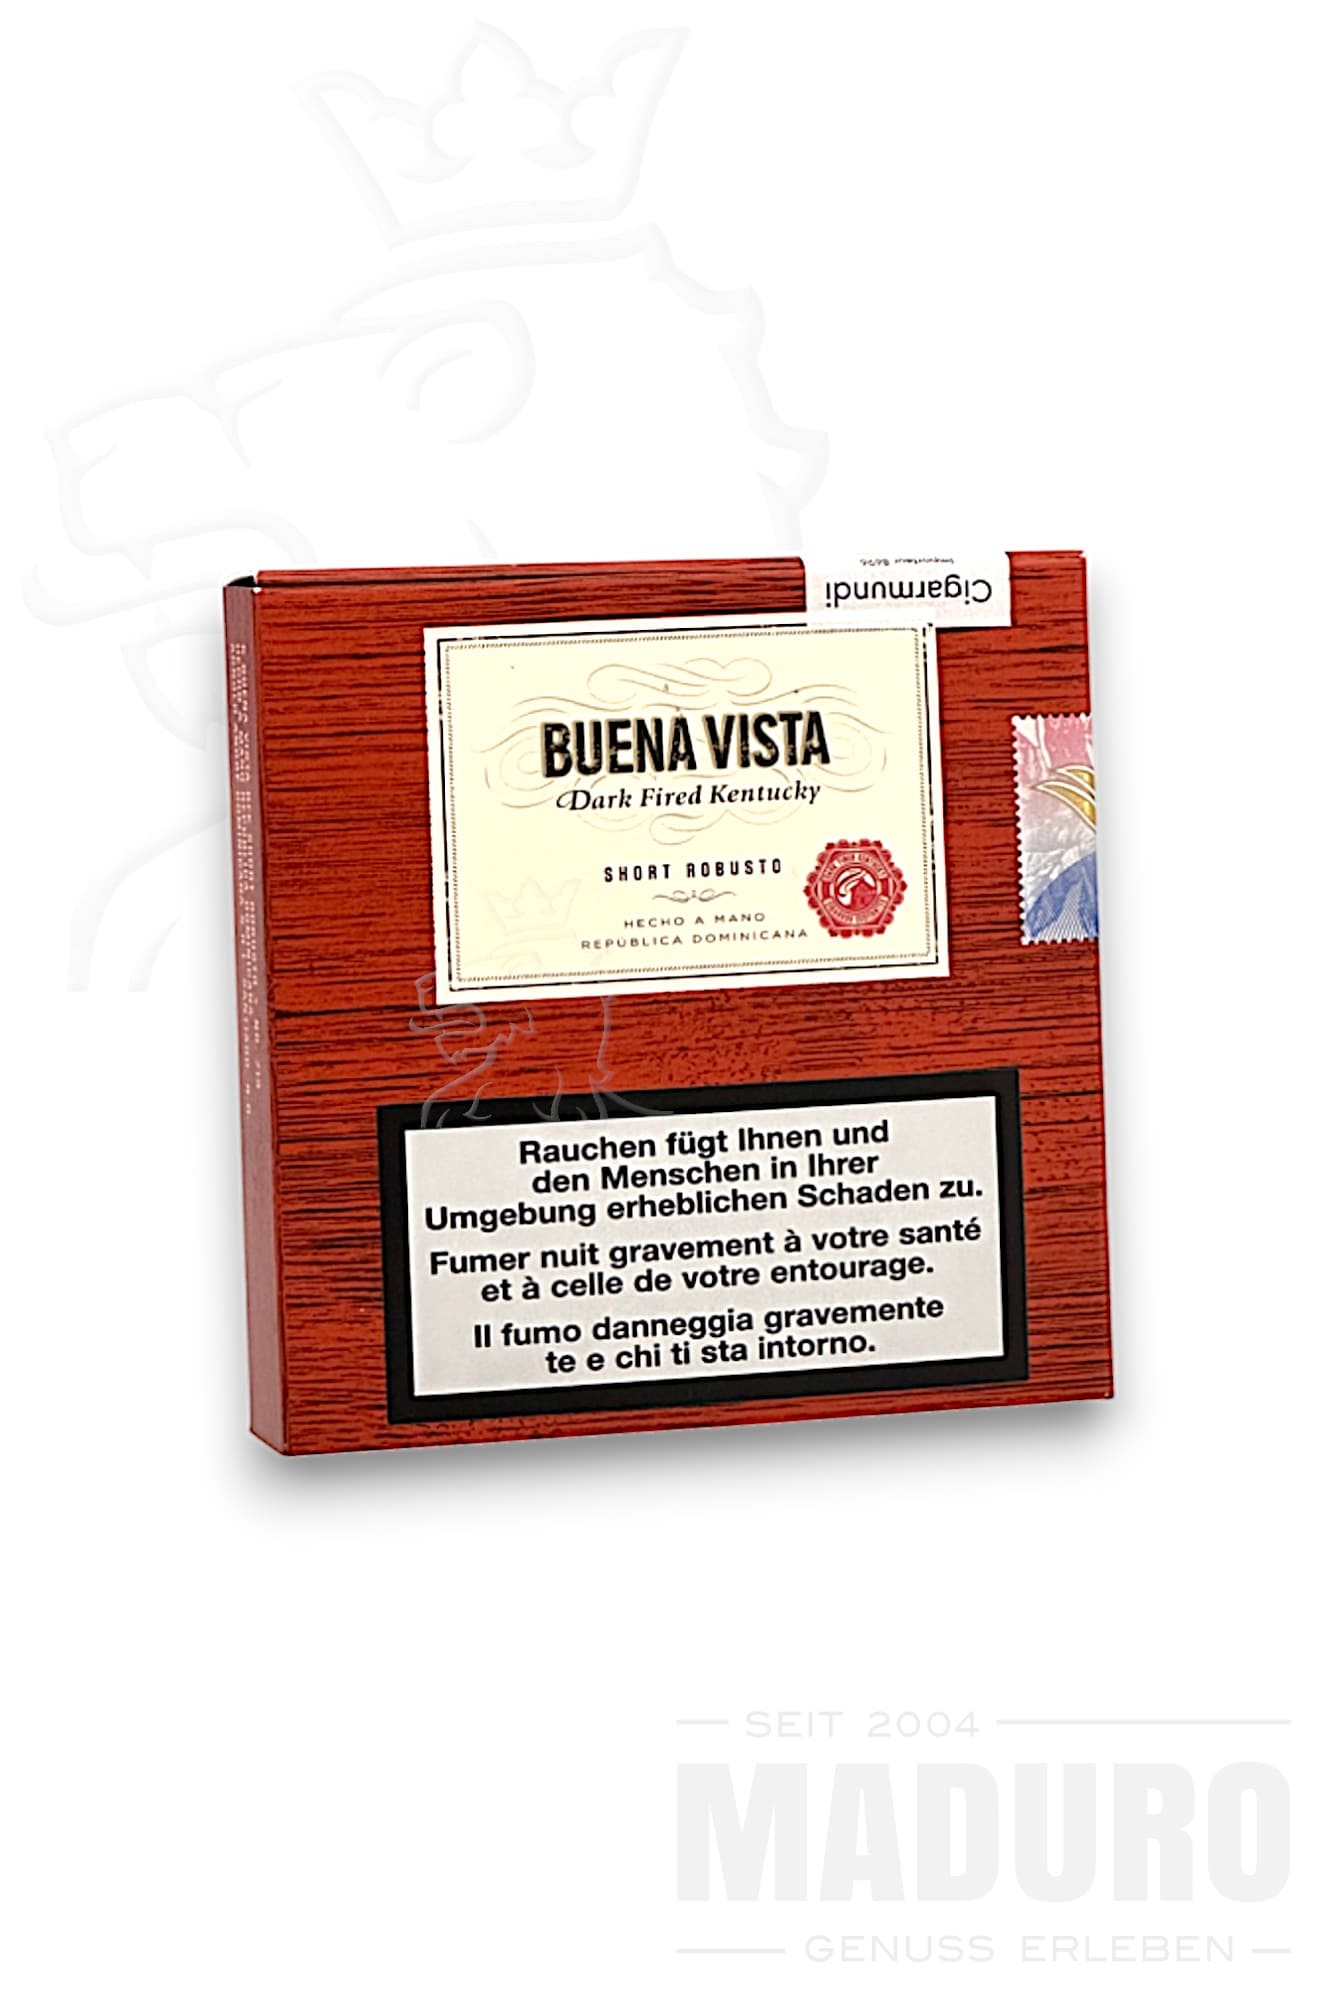 Cigarmundi
Importeur 8696
BUENA VISTA
Dark Fired Kentucky
SHORT ROBUSTO
HECHO A MANO
REPÚBLICA DOMINICANA
Rauchen fügt Ihnen und
den Menschen in Ihrer
Umgebung erheblichen Schaden zu.
Fumer nuit gravement à votre santé
et à celle de votre entourage.
Il fumo danneggia gravemente
te e chi ti sta intorno.
SEIT 2004
MADURO
GENUSS ERLEBEN